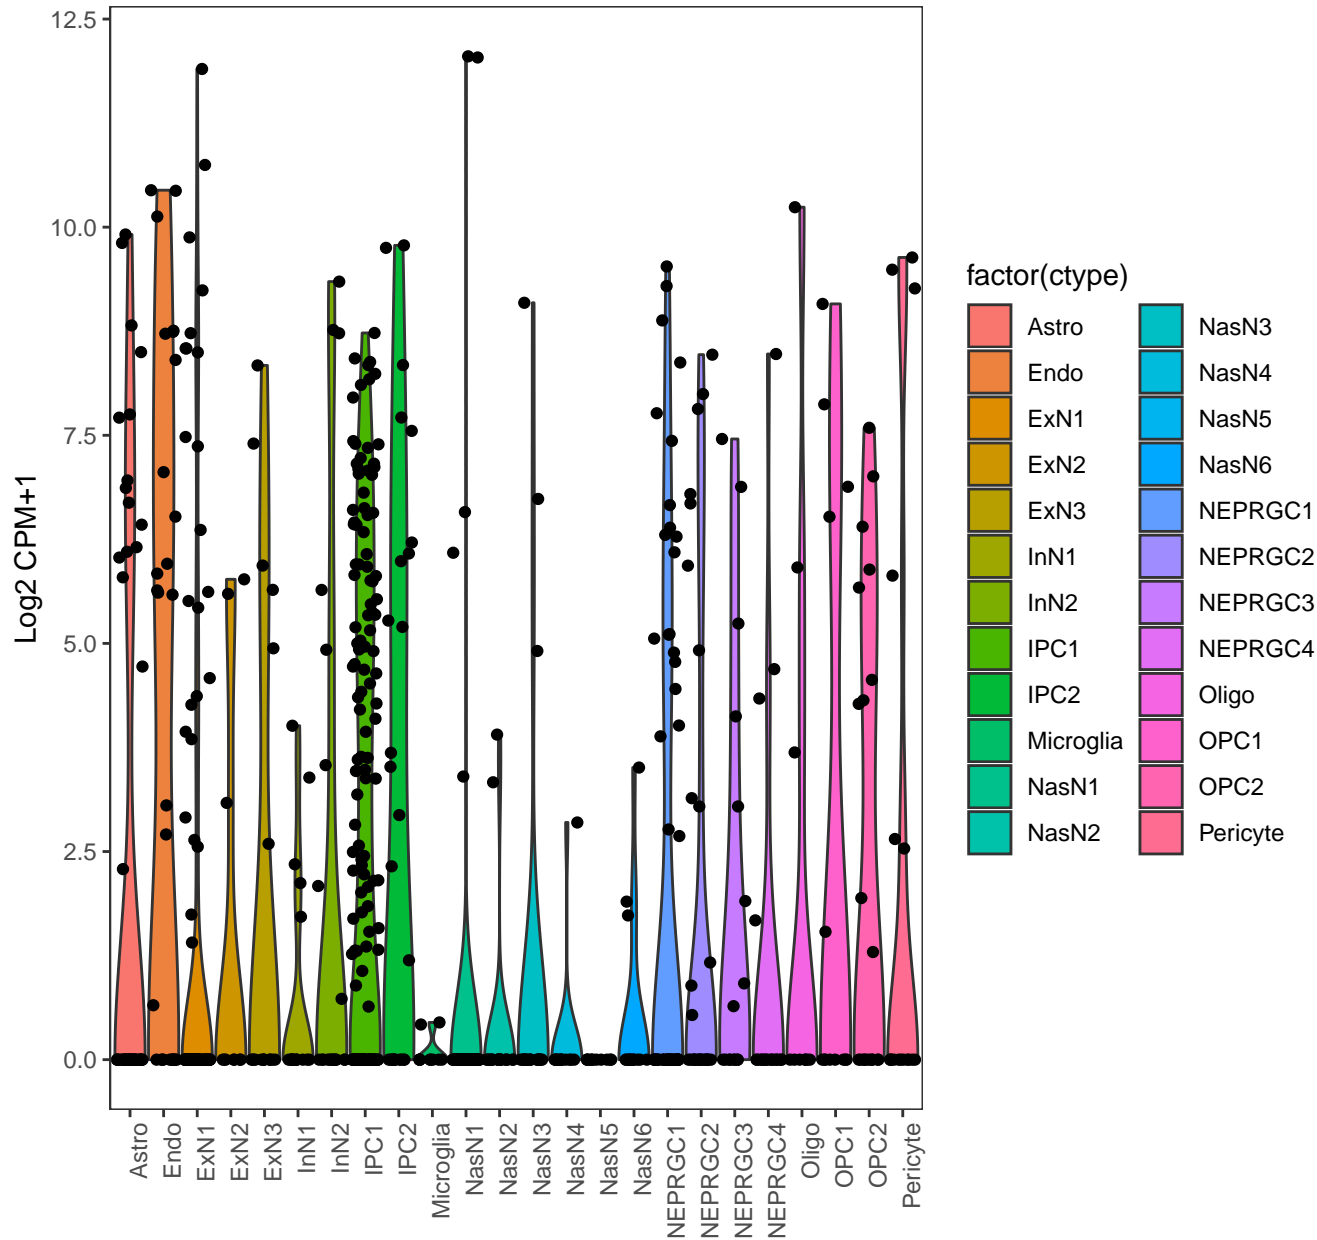 12.5
10.0
7.5
5.0
2.5
0.0
Log2 CPM+1
Astro
Endo
ExN1
ExN2
ExN3
InN1
InN2
IPC1
IPC2
Microglia
NasN1
NasN2
NasN3
NasN4
NasN5
NasN6
NEPRGC1
NEPRGC2
NEPRGC3
NEPRGC4
Oligo
OPC1
OPC2
Pericyte
factor(ctype)
Astro
Endo
ExN1
ExN2
ExN3
InN1
InN2
IPC1
IPC2
Microglia
NasN1
NasN2
NasN3
NasN4
NasN5
NasN6
NEPRGC1
NEPRGC2
NEPRGC3
NEPRGC4
Oligo
OPC1
OPC2
Pericyte